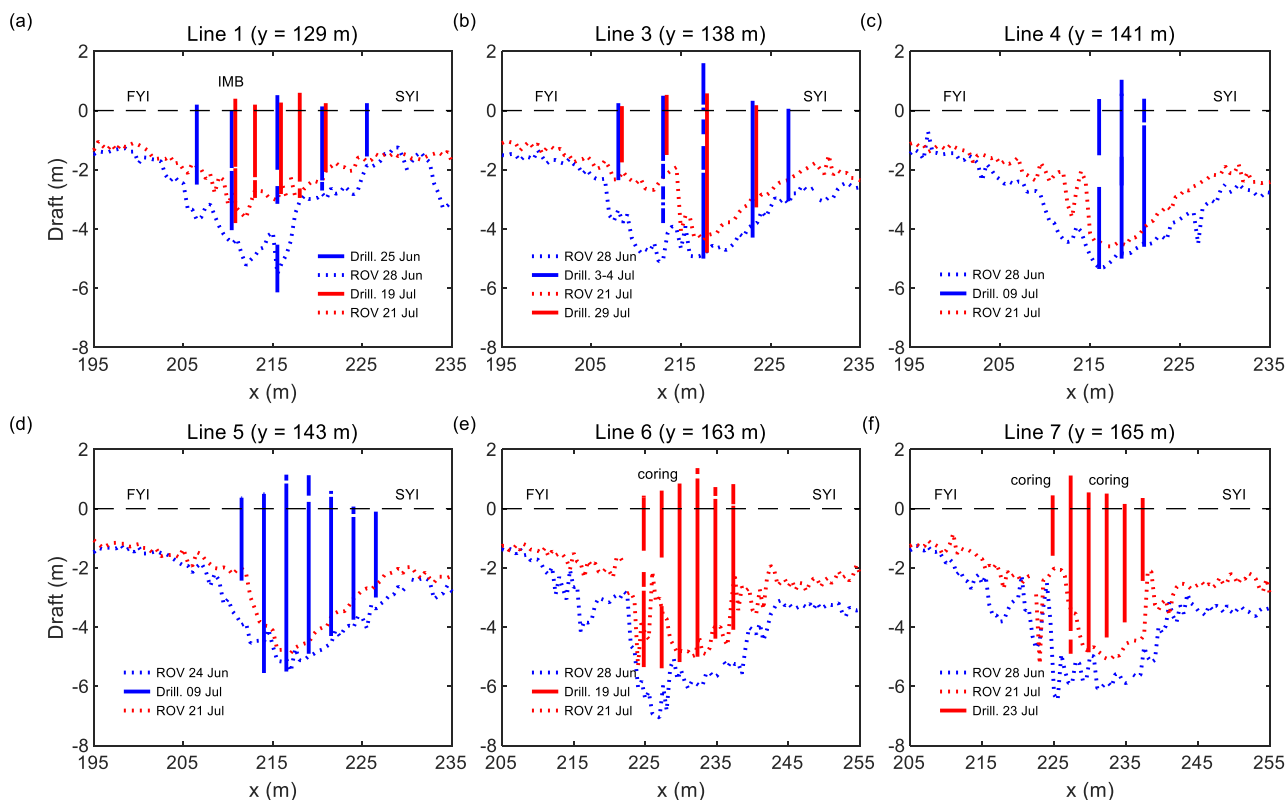 (a)
Line 1 (y = 129 m)
Draft (m)
2
0
-2
-4
-6
-8
FYI
IMB
SYI
Drill. 25 Jun
ROV 28 Jun
Drill. 19 Jul
ROV 21 Jul
195
205
215
225
235
x (m)
(b)
Line 3 (y = 138 m)
2
0
-2
-4
-6
-8
FYI
SYI
ROV 28 Jun
Drill. 3-4 Jul
ROV 21 Jul
Drill. 29 Jul
195
205
215
225
235
x (m)
(c)
Line 4 (y = 141 m)
2
0
-2
-4
-6
-8
FYI
SYI
ROV 28 Jun
Drill. 09 Jul
ROV 21 Jul
195
205
215
225
235
x (m)
(d)
Line 5 (y = 143 m)
Draft (m)
2
0
-2
-4
-6
-8
FYI
SYI
ROV 24 Jun
Drill. 09 Jul
ROV 21 Jul
195
205
215
225
235
x (m)
(e)
Line 6 (y = 163 m)
2
0
-2
-4
-6
-8
FYI
coring
SYI
ROV 28 Jun
Drill. 19 Jul
ROV 21 Jul
205
215
225
235
245
255
x (m)
(f)
Line 7 (y = 165 m)
2
0
-2
-4
-6
-8
FYI
coring
coring
SYI
ROV 28 Jun
ROV 21 Jul
Drill. 23 Jul
205
215
225
235
245
255
x (m)